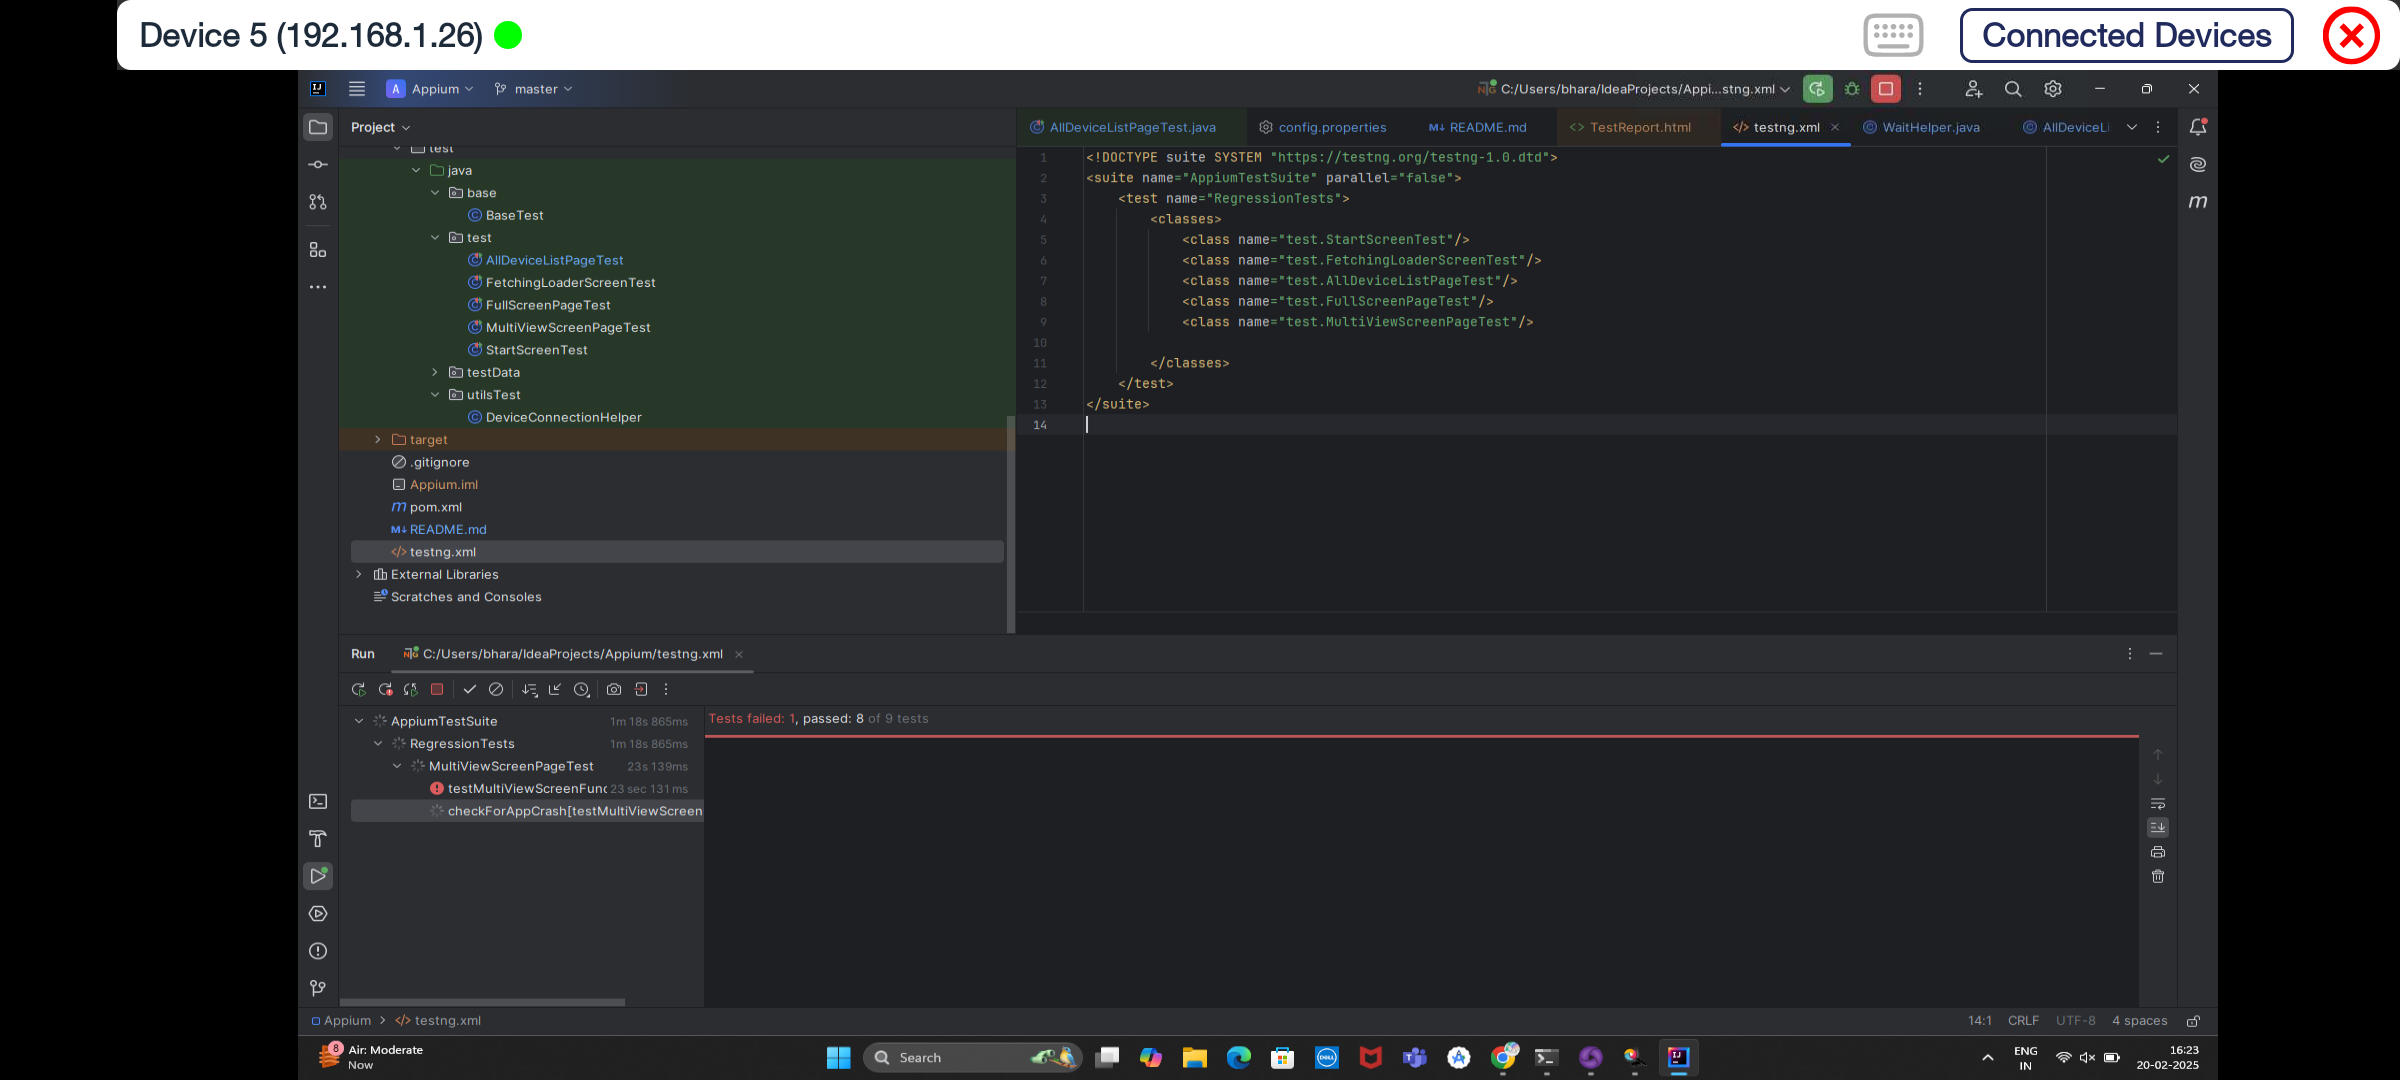 Device 5 (192.168.1.26)
Connected Devices
A Appium
master
C:/Users/bhara/IdeaProjects/Appi...stng.xml
Project
AllDeviceListPageTest.java
config.properties
README.md
TestReport.html
testng.xml
WaitHelper.java
AllDeviceLi
test
java
base
BaseTest
test
AllDeviceListPageTest
FetchingLoaderScreenTest
FullScreenPageTest
MultiViewScreenPageTest
StartScreenTest
testData
utilsTest
DeviceConnectionHelper
target
.gitignore
Appium.iml
pom.xml
README.md
testng.xml
External Libraries
Scratches and Consoles
1 <!DOCTYPE suite SYSTEM "https://testng.org/testng-1.0.dtd">
2 <suite name="AppiumTestSuite" parallel="false">
3 <test name="RegressionTests">
4 <classes>
5 <class name="test.StartScreenTest"/>
6 <class name="test.FetchingLoaderScreenTest"/>
7 <class name="test.AllDeviceListPageTest"/>
8 <class name="test.FullScreenPageTest"/>
9 <class name="test.MultiViewScreenPageTest"/>
10
11 </classes>
12 </test>
13 </suite>
14
Run
C:/Users/bhara/IdeaProjects/Appium/testng.xml
AppiumTestSuite 1m 18s 865ms
RegressionTests 1m 18s 865ms
MultiViewScreenPageTest 23s 139ms
testMultiViewScreenFunc 23 sec 131 ms
checkForAppCrash[testMultiViewScreen
Tests failed: 1, passed: 8 of 9 tests
Appium > testng.xml
14:1 CRLF UTF-8 4 spaces
8
Air: Moderate
Now
Search
ENG
IN
16:23
20-02-2025